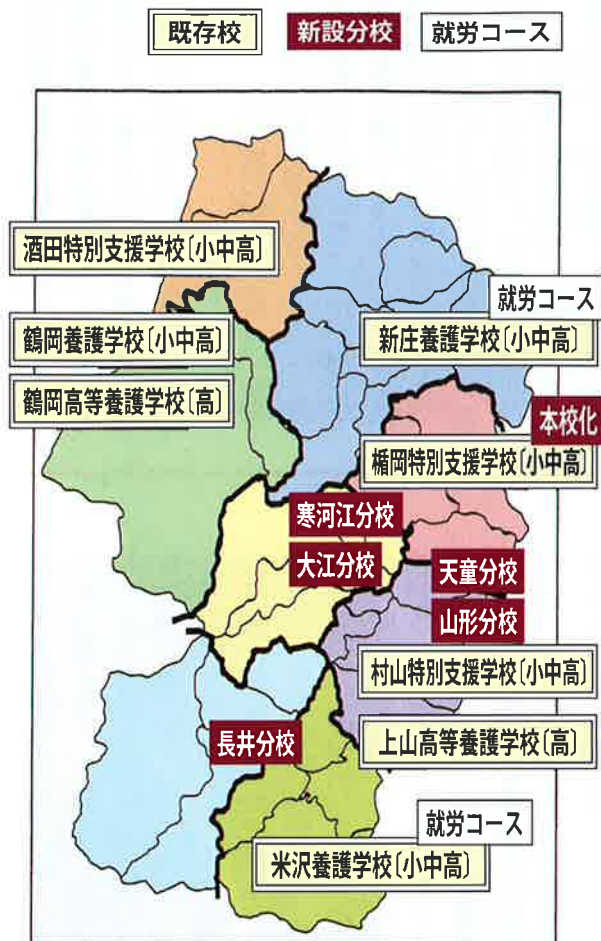 既存校 新設分校 就労コース
酒田特別支援学校〔小中高〕
就労コース
鶴岡養護学校〔小中高〕
新庄養護学校〔小中高〕
鶴岡高等養護学校〔高〕
本校化
楯岡特別支援学校〔小中高〕
寒河江分校
大江分校
天童分校
山形分校
村山特別支援学校〔小中高〕
長井分校
上山高等養護学校〔高〕
就労コース
米沢養護学校〔小中高〕